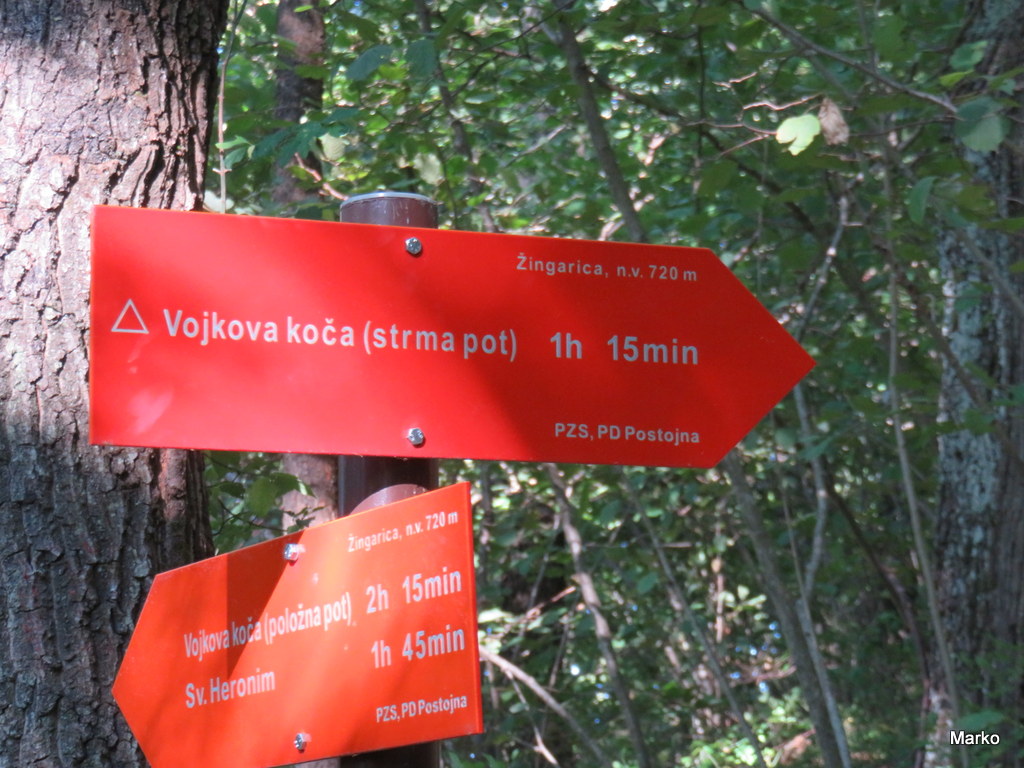 Žingarica, n.v. 720 m
Vojkova koča (strma pot) 1h 15min
PZS, PD Postojna
Žingarica, n.v. 720 m
Vojkova koča (položna pot) 2h 15min
Sv. Heronim 1h 45min
PZS, PD Postojna
Marko